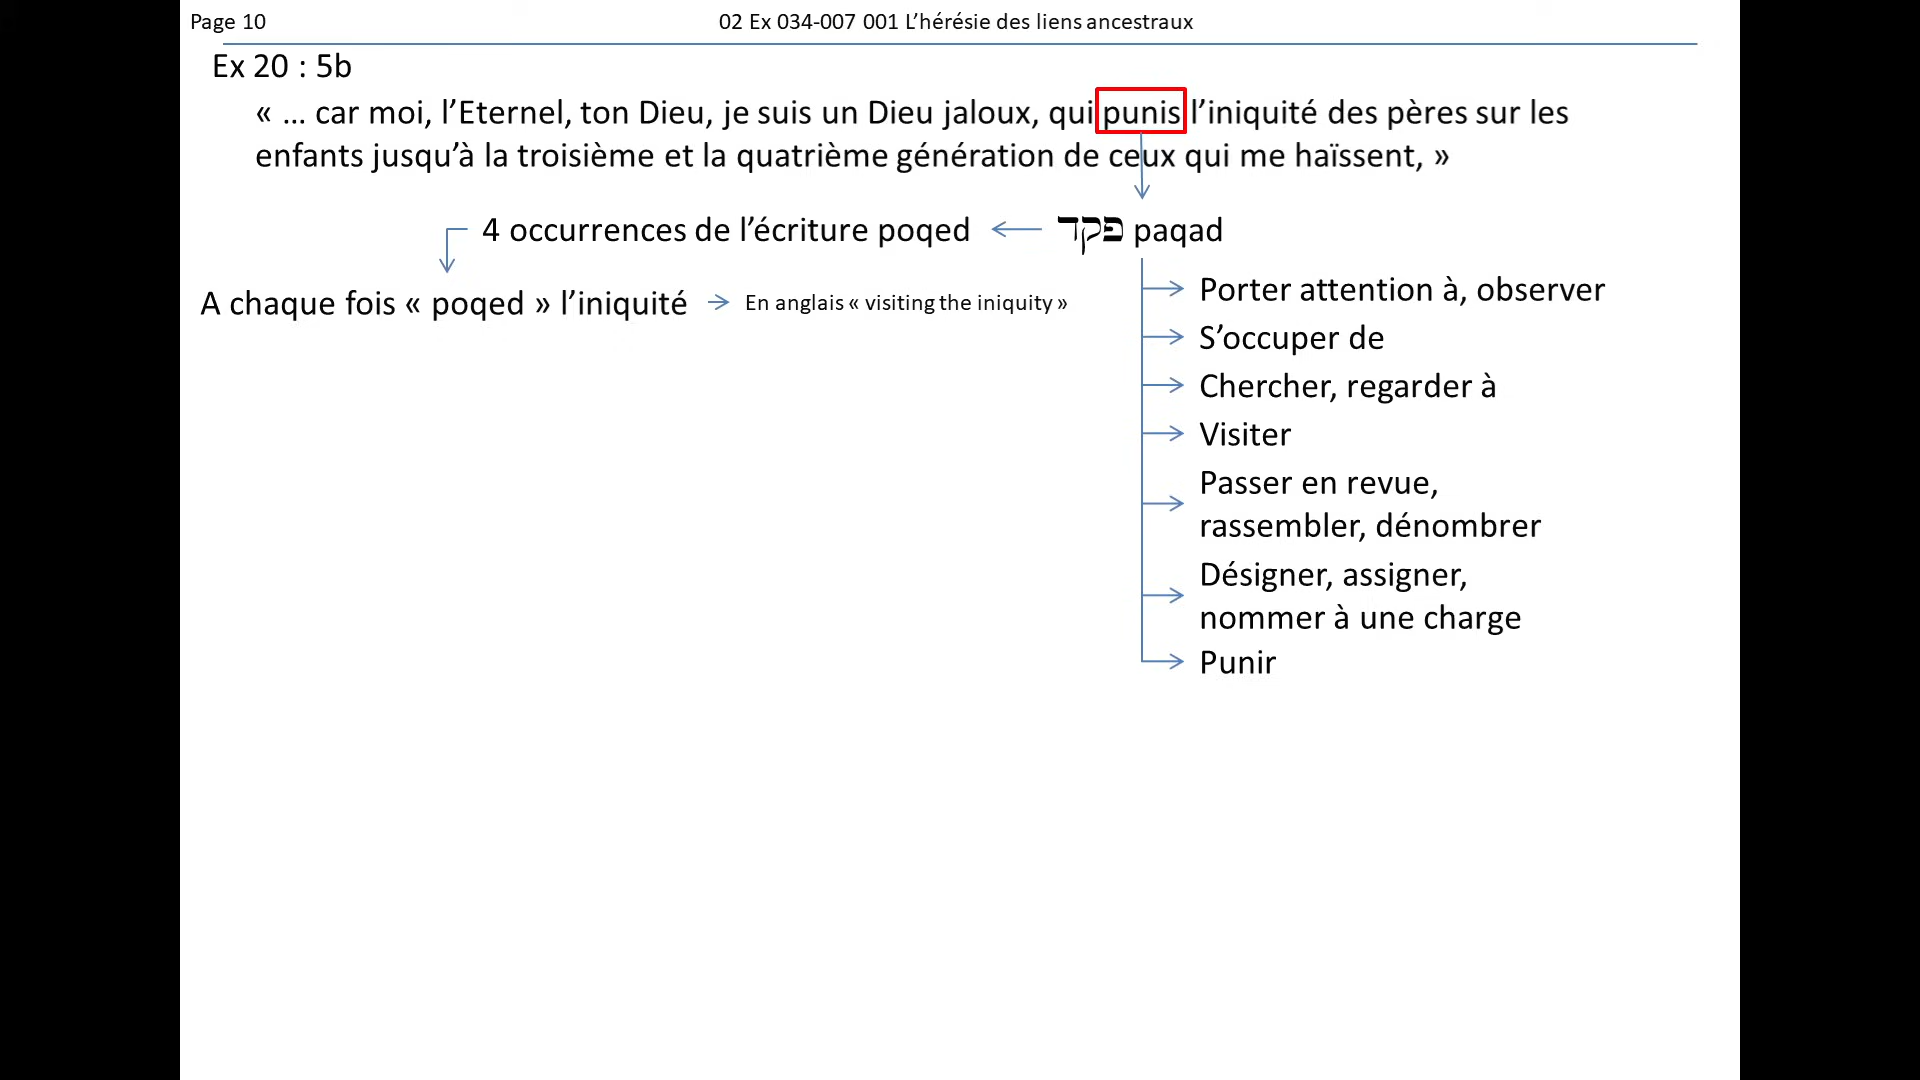 Page 10
02 Ex 034-007 001 L’hérésie des liens ancestraux
Ex 20 : 5b
« … car moi, l’Eternel, ton Dieu, je suis un Dieu jaloux, qui punis l’iniquité des pères sur les
enfants jusqu’à la troisième et la quatrième génération de ceux qui me haïssent, »
4 occurrences de l’écriture poqed
פקד paqad
A chaque fois « poqed » l’iniquité
En anglais « visiting the iniquity »
Porter attention à, observer
S’occuper de
Chercher, regarder à
Visiter
Passer en revue,
rassembler, dénombrer
Désigner, assigner,
nommer à une charge
Punir